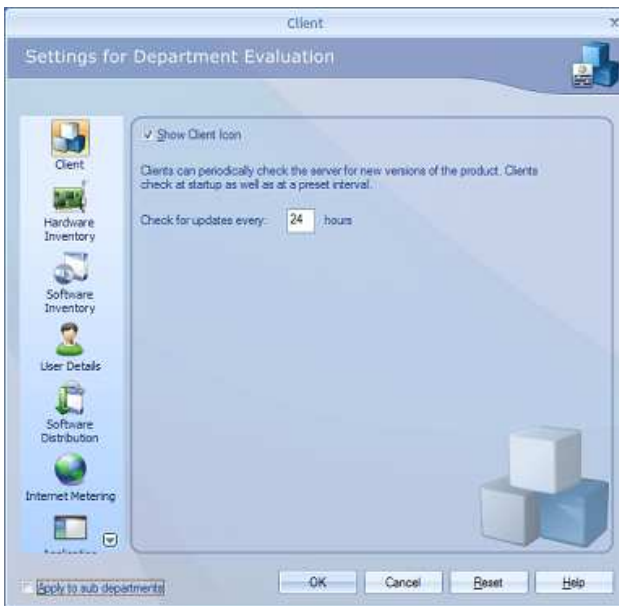 Client
Settings for Department Evaluation
Client
Hardware
Inventory
Software
Inventory
User Details
Software
Distribution
Internet Metering
Show Client Icon
Clients can periodically check the server for new versions of the product. Clients
check at startup as well as at a preset interval.
Check for updates every: 24 hours
Apply to sub departments
OK
Cancel
Reset
Help